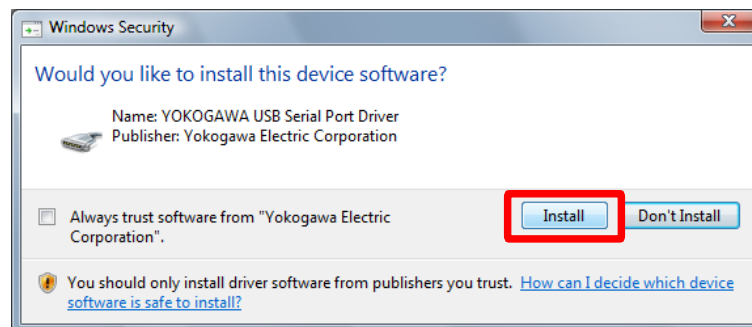 Windows Security
Would you like to install this device software?
Name: YOKOGAWA USB Serial Port Driver
Publisher: Yokogawa Electric Corporation
Always trust software from "Yokogawa Electric
Corporation".
Install
Don't Install
You should only install driver software from publishers you trust. How can I decide which device
software is safe to install?